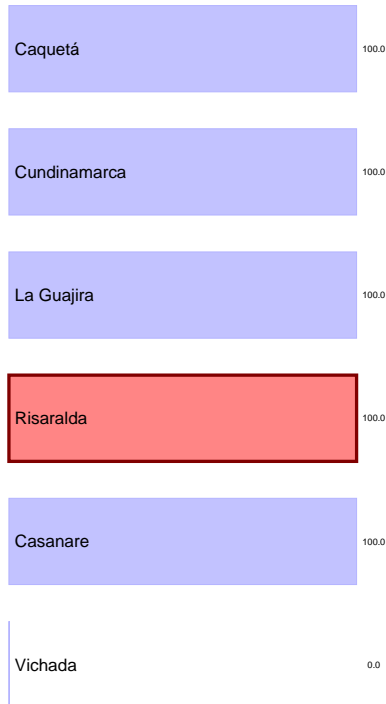 Caquetá 100.0
Cundinamarca 100.0
La Guajira 100.0
Risaralda 100.0
Casanare 100.0
Vichada 0.0